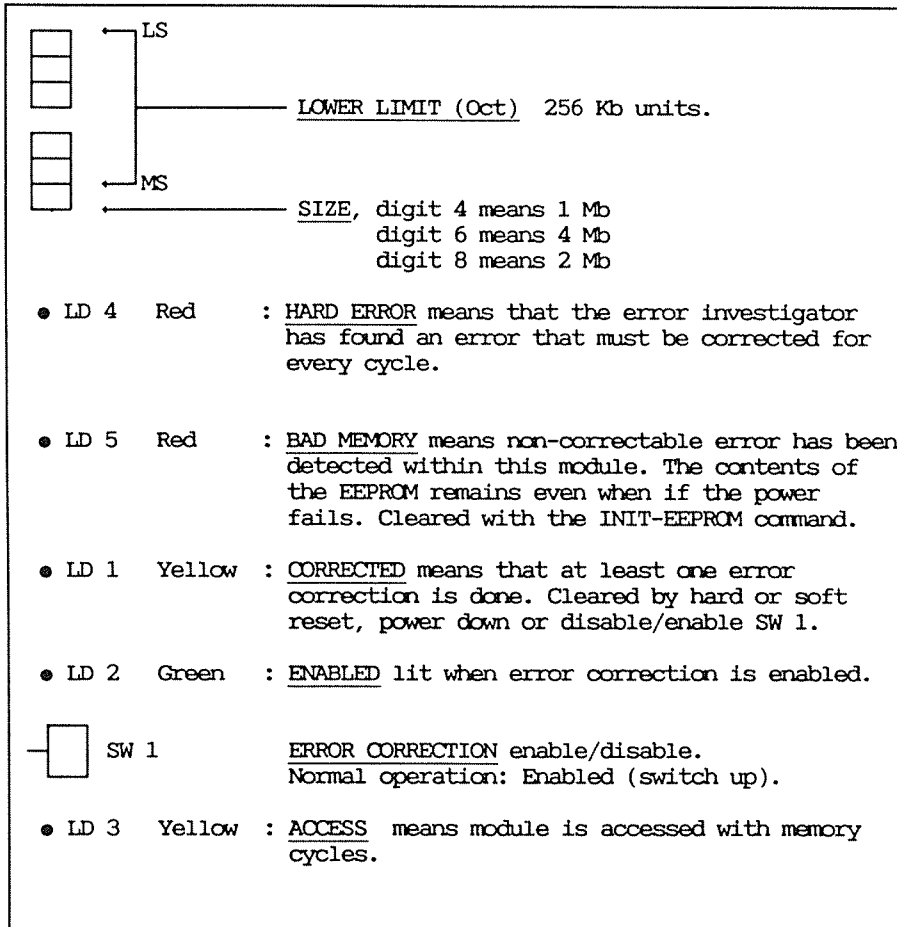 LS
LOWER LIMIT (Oct) 256 Kb units.
MS
SIZE, digit 4 means 1 Mb
digit 6 means 4 Mb
digit 8 means 2 Mb
LD 4 Red : HARD ERROR means that the error investigator
has found an error that must be corrected for
every cycle.
LD 5 Red : BAD MEMORY means non-correctable error has been
detected within this module. The contents of
the EEPROM remains even when if the power
fails. Cleared with the INIT-EEPROM command.
LD 1 Yellow : CORRECTED means that at least one error
correction is done. Cleared by hard or soft
reset, power down or disable/enable SW 1.
LD 2 Green : ENABLED lit when error correction is enabled.
SW 1 ERROR CORRECTION enable/disable.
Normal operation: Enabled (switch up).
LD 3 Yellow : ACCESS means module is accessed with memory
cycles.